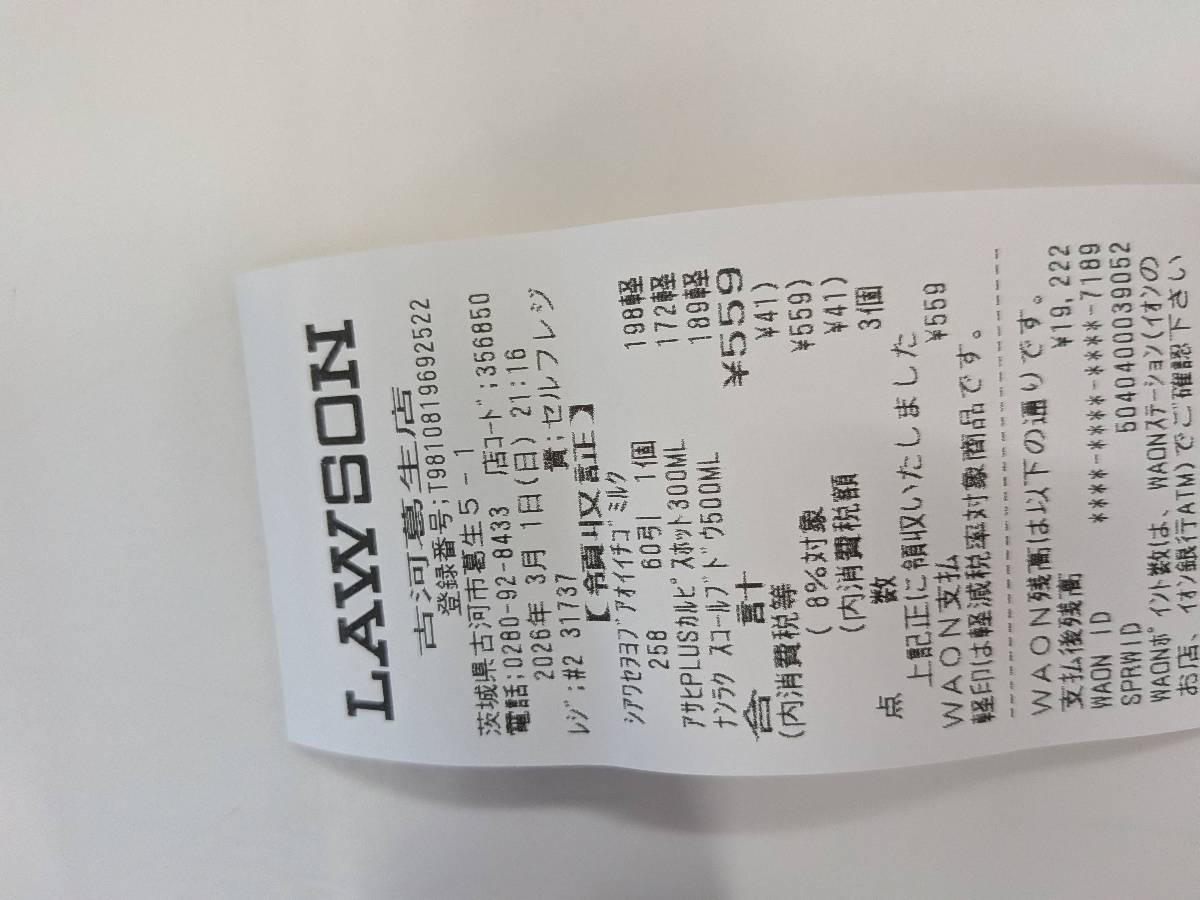 LAWSON
古河葛生店
登録番号:T9810819692522
茨城県古河市葛生5-1
電話:0280-92-8433 店コード:356850
2026年 3月 1日(日) 21:16
レジ:#2 31737 責:セルフレジ
【領収証】
シアワセヲヨブアオイイチゴミルク
258 60引 1個 198軽
アサヒPLUSカルピスホット300ML 172軽
ナンラク スコールブドウ500ML 189軽
合 計 ¥559
(内消費税等 ¥41)
( 8%対象 ¥559)
(内消費税額 ¥41)
点 数 3個
上記正に領収いたしました
WAON支払 ¥559
軽印は軽減税率対象商品です。
WAON残高は以下の通りです。
支払後残高 ¥19,222
WAON ID ****-****-****-7189
SPRWID 5040400039052
WAONポイント数は、WAONステーション(イオンの
お店、イオン銀行ATM)でご確認下さい